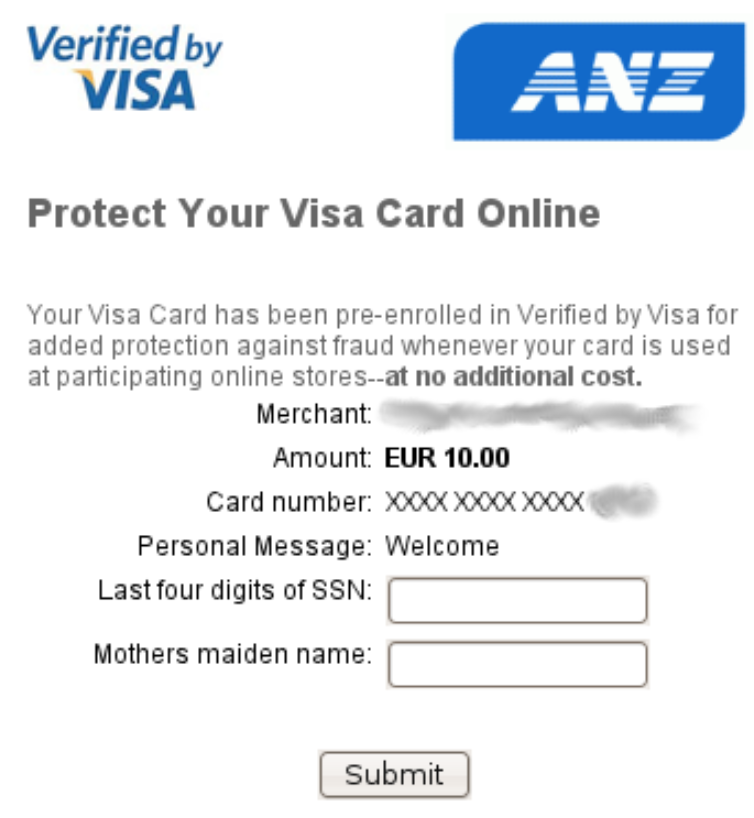 Verified by
VISA
ANZ
Protect Your Visa Card Online
Your Visa Card has been pre-enrolled in Verified by Visa for
added protection against fraud whenever your card is used
at participating online stores--at no additional cost.
Merchant:
Amount: EUR 10.00
Card number: XXXX XXXX XXXX
Personal Message: Welcome
Last four digits of SSN:
Mothers maiden name:
Submit